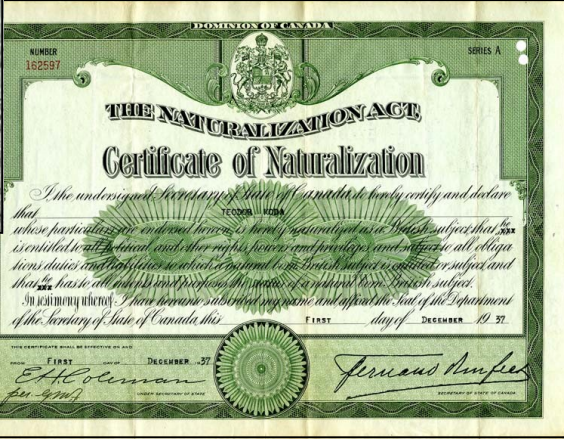 DOMINION OF CANADA
NUMBER
162597
SERIES A
THE NATURALIZATION ACT,
Certificate of Naturalization
I the undersigned Secretary of State of Canada do hereby certify and declare
that TEODOR KODA
whose particulars are endorsed hereon, is hereby naturalized as a British subject, that he xxx
is entitled to all political and other rights powers and privileges, and subject to all obliga
tions duties and liabilities to which a natural born British subject is entitled or subject, and
that he xxx has to all intents and purposes the status of a natural born British subject.
In testimony whereof I have hereunto subscribed my name and affixed the Seal of the Department
of the Secretary of State of Canada, this FIRST day of DECEMBER 19 37.
THIS CERTIFICATE SHALL BE EFFECTIVE ON AND
FROM FIRST DAY OF DECEMBER 37
E.H. Coleman
UNDER SECRETARY OF STATE
SECRETARY OF STATE OF CANADA